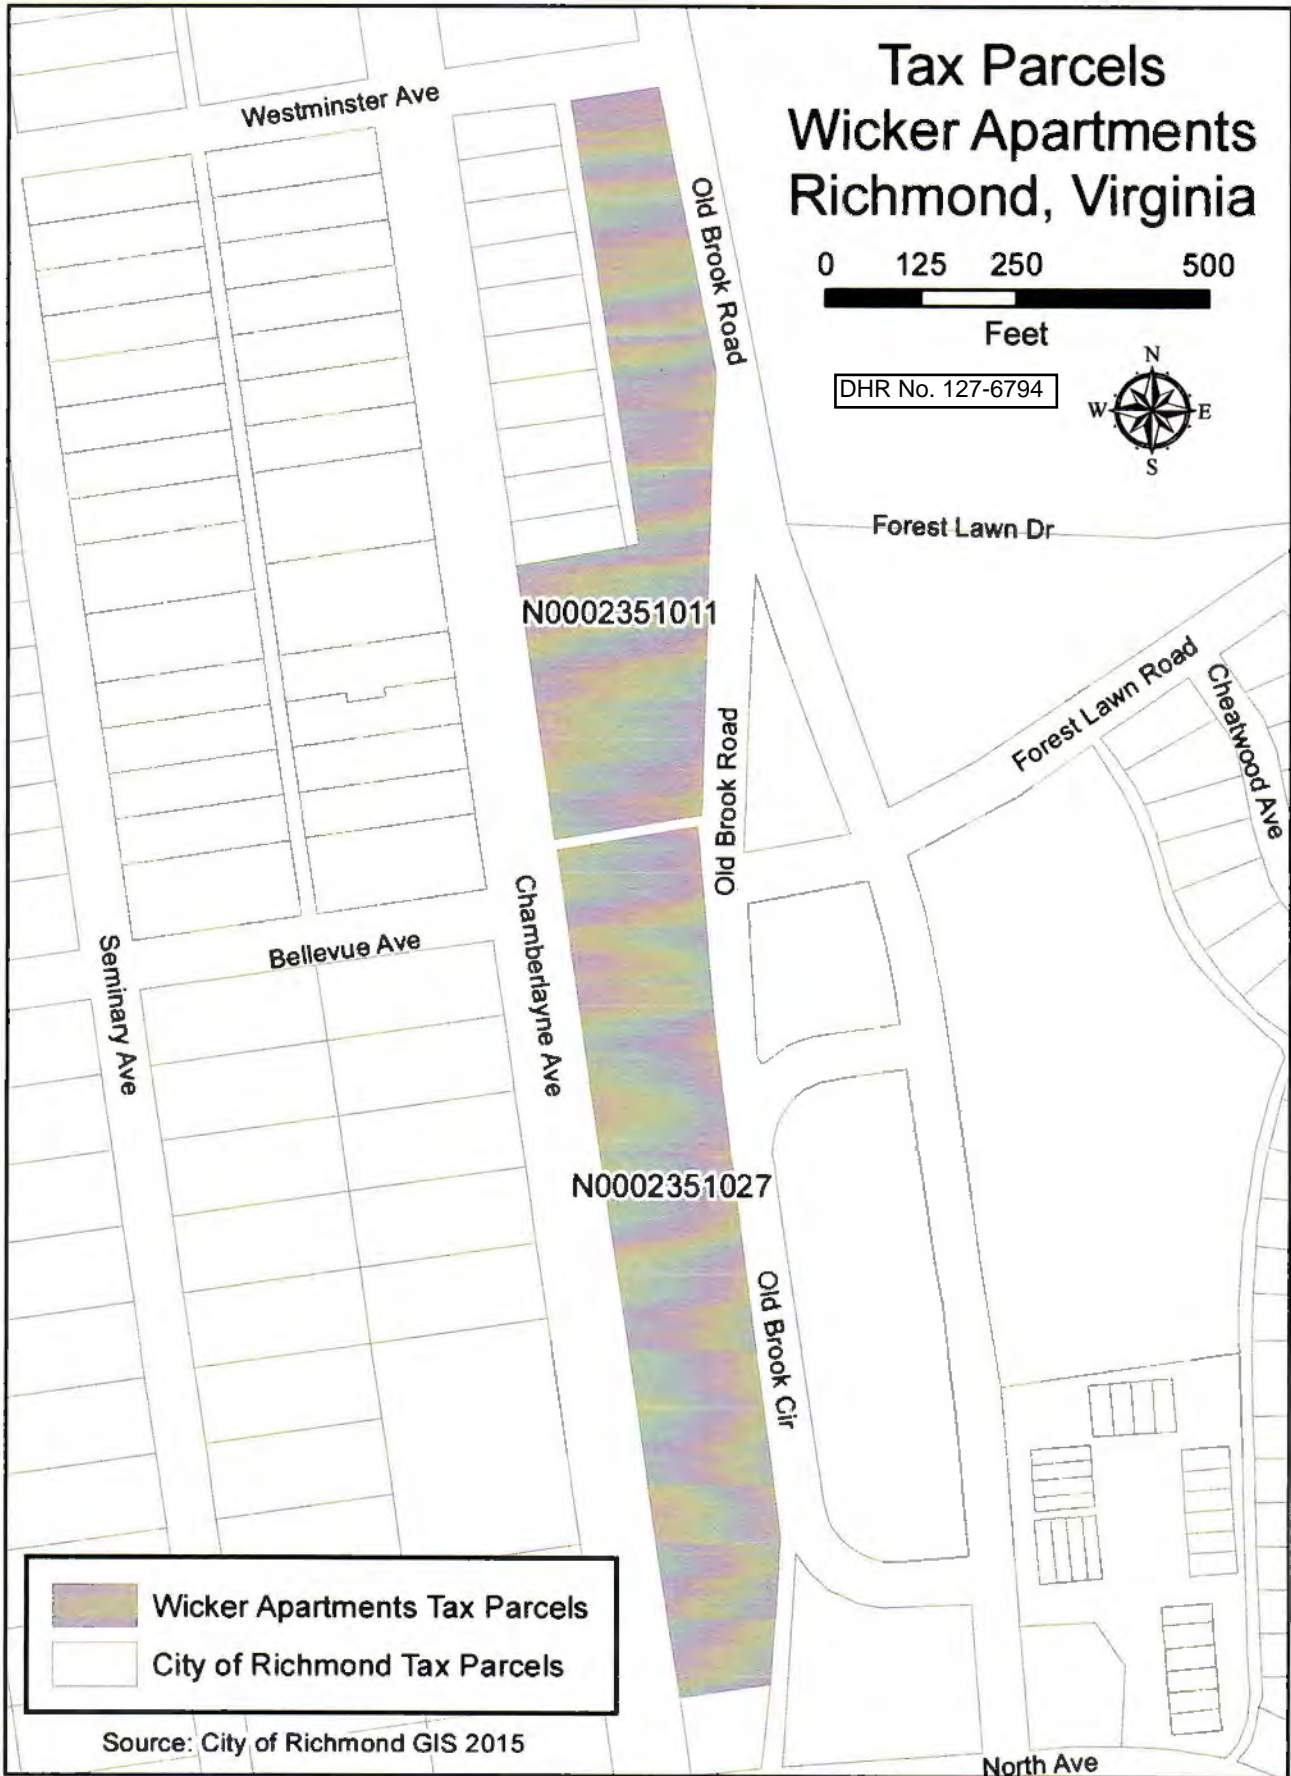 Tax Parcels
Wicker Apartments
Richmond, Virginia
0 125 250 500
Feet
DHR No. 127-6794
N
W E
S
Westminster Ave
Old Brook Road
Forest Lawn Dr
N0002351011
Forest Lawn Road
Cheatwood Ave
Old Brook Road
Chamberlayne Ave
Bellevue Ave
Seminary Ave
N0002351027
Old Brook Cir
Wicker Apartments Tax Parcels
City of Richmond Tax Parcels
Source: City of Richmond GIS 2015
North Ave